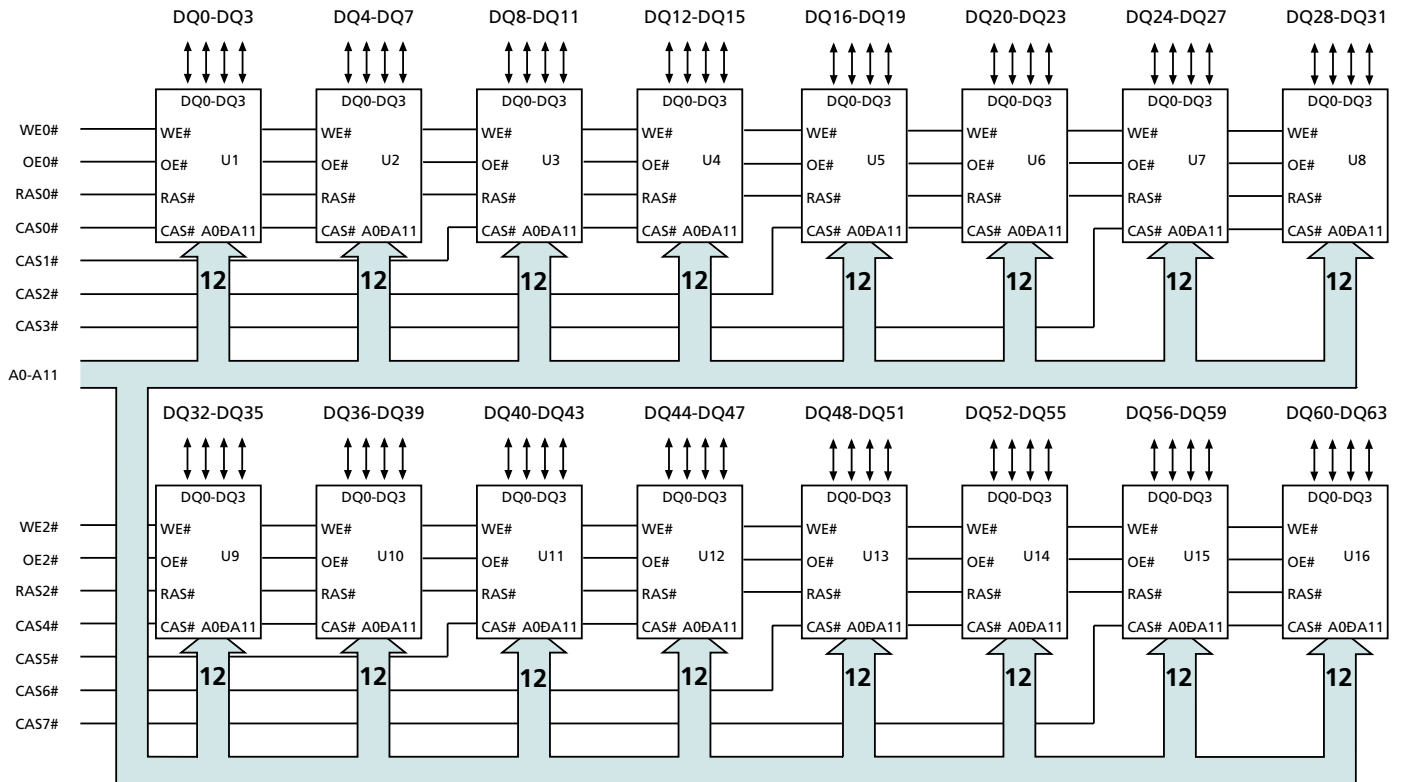 DQ0-DQ3 DQ4-DQ7 DQ8-DQ11 DQ12-DQ15 DQ16-DQ19 DQ20-DQ23 DQ24-DQ27 DQ28-DQ31
DQ0-DQ3 DQ0-DQ3 DQ0-DQ3 DQ0-DQ3 DQ0-DQ3 DQ0-DQ3 DQ0-DQ3 DQ0-DQ3
WE0# WE# WE# WE# WE# WE# WE# WE# WE#
OE0# OE# U1 OE# U2 OE# U3 OE# U4 OE# U5 OE# U6 OE# U7 OE# U8
RAS0# RAS# RAS# RAS# RAS# RAS# RAS# RAS# RAS#
CAS0# CAS# A0ÐA11 CAS# A0ÐA11 CAS# A0ÐA11 CAS# A0ÐA11 CAS# A0ÐA11 CAS# A0ÐA11 CAS# A0ÐA11 CAS# A0ÐA11
CAS1#
12 12 12 12 12 12 12 12
CAS2#
CAS3#
A0-A11
DQ32-DQ35 DQ36-DQ39 DQ40-DQ43 DQ44-DQ47 DQ48-DQ51 DQ52-DQ55 DQ56-DQ59 DQ60-DQ63
DQ0-DQ3 DQ0-DQ3 DQ0-DQ3 DQ0-DQ3 DQ0-DQ3 DQ0-DQ3 DQ0-DQ3 DQ0-DQ3
WE2# WE# WE# WE# WE# WE# WE# WE# WE#
OE2# OE# U9 OE# U10 OE# U11 OE# U12 OE# U13 OE# U14 OE# U15 OE# U16
RAS2# RAS# RAS# RAS# RAS# RAS# RAS# RAS# RAS#
CAS4# CAS# A0ÐA11 CAS# A0ÐA11 CAS# A0ÐA11 CAS# A0ÐA11 CAS# A0ÐA11 CAS# A0ÐA11 CAS# A0ÐA11 CAS# A0ÐA11
CAS5#
12 12 12 12 12 12 12 12
CAS6#
CAS7#